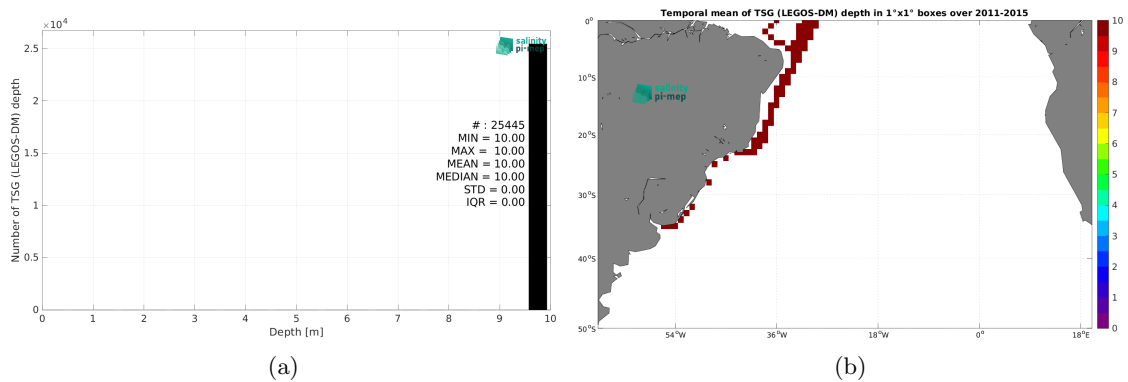 ×10⁴
2.5
2
1.5
1
0.5
0
Number of TSG (LEGOS-DM) depth
salinity
pi-mep
# : 25445
MIN = 10.00
MAX = 10.00
MEAN = 10.00
MEDIAN = 10.00
STD = 0.00
IQR = 0.00
0 1 2 3 4 5 6 7 8 9 10
Depth [m]
(a)
Temporal mean of TSG (LEGOS-DM) depth in 1°x1° boxes over 2011-2015
0°
10°S
20°S
30°S
40°S
50°S
salinity
pi-mep
54°W 36°W 18°W 0° 18°E
10
9
8
7
6
5
4
3
2
1
0
(b)